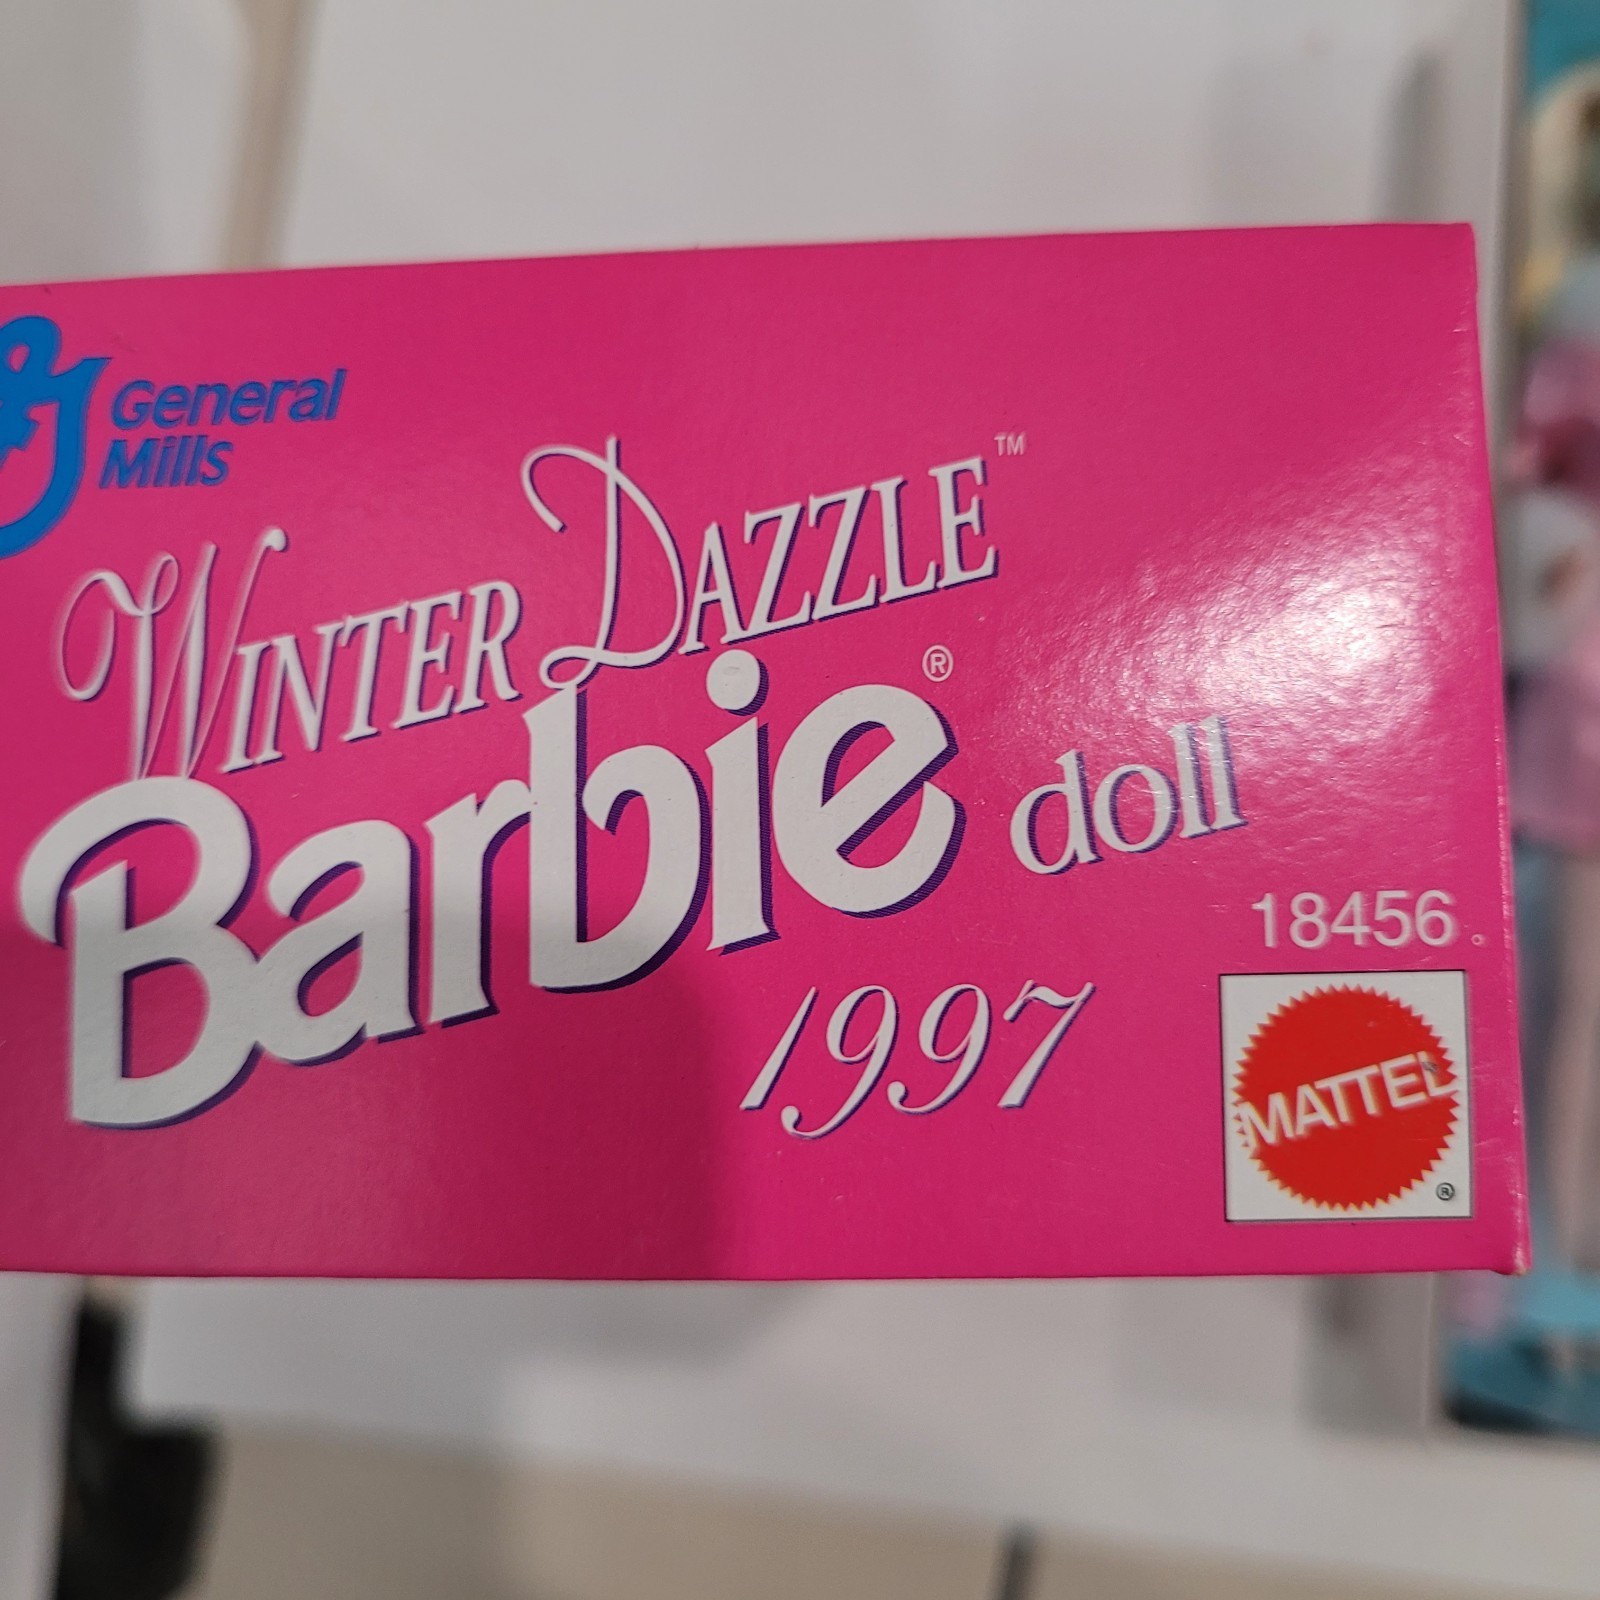 General
Mills
WINTER DAZZLE™
Barbie® doll
18456
1997
MATTEL
®